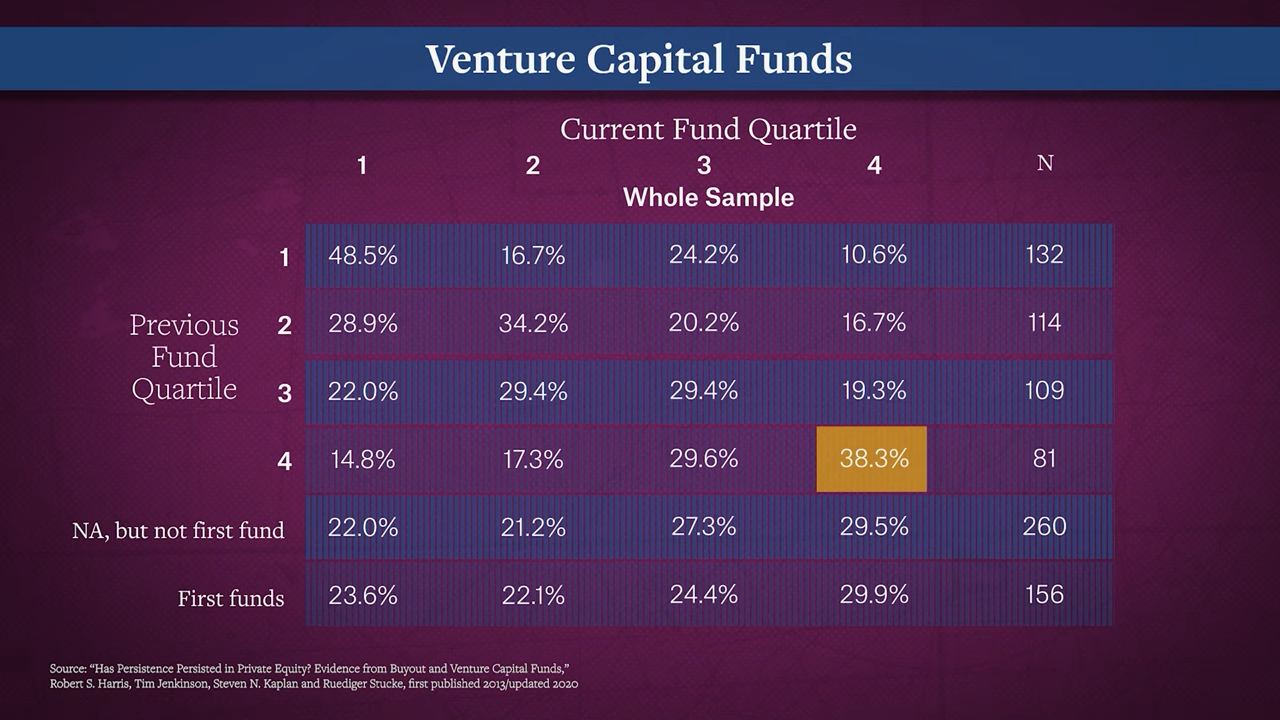 Venture Capital Funds
Current Fund Quartile
1 2 3 4 N
Whole Sample
1 48.5% 16.7% 24.2% 10.6% 132
Previous
Fund
Quartile
2 28.9% 34.2% 20.2% 16.7% 114
3 22.0% 29.4% 29.4% 19.3% 109
4 14.8% 17.3% 29.6% 38.3% 81
NA, but not first fund 22.0% 21.2% 27.3% 29.5% 260
First funds 23.6% 22.1% 24.4% 29.9% 156
Source: “Has Persistence Persisted in Private Equity? Evidence from Buyout and Venture Capital Funds,”
Robert S. Harris, Tim Jenkinson, Steven N. Kaplan and Ruediger Stucke, first published 2013/updated 2020